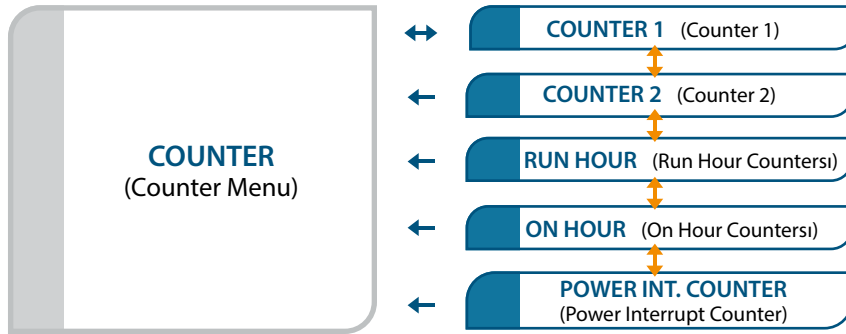 COUNTER
(Counter Menu)
COUNTER 1 (Counter 1)
COUNTER 2 (Counter 2)
RUN HOUR (Run Hour Countersı)
ON HOUR (On Hour Countersı)
POWER INT. COUNTER
(Power Interrupt Counter)